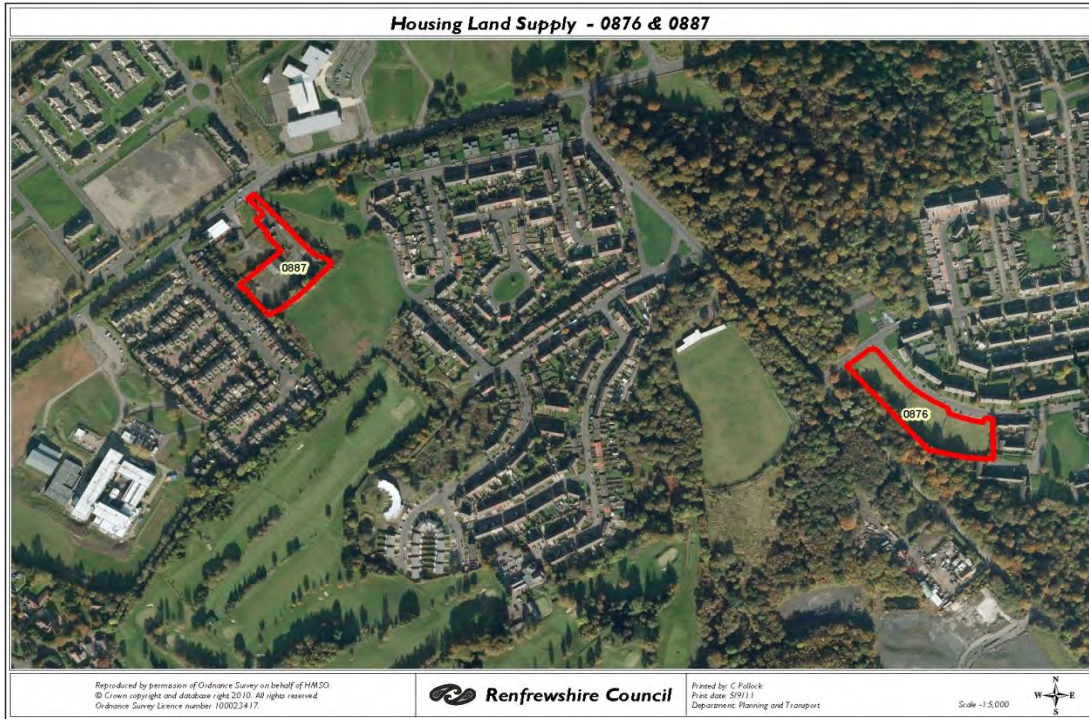 Housing Land Supply - 0876 & 0887
0887
0876
Reproduced by permission of Ordnance Survey on behalf of HMSO.
© Crown copyright and database right 2010. All rights reserved.
Ordnance Survey Licence number 100023417.
Renfrewshire Council
Printed by: C Pollock
Print date: 5/9/11
Department: Planning and Transport
Scale -1:5,000
N
W E
S